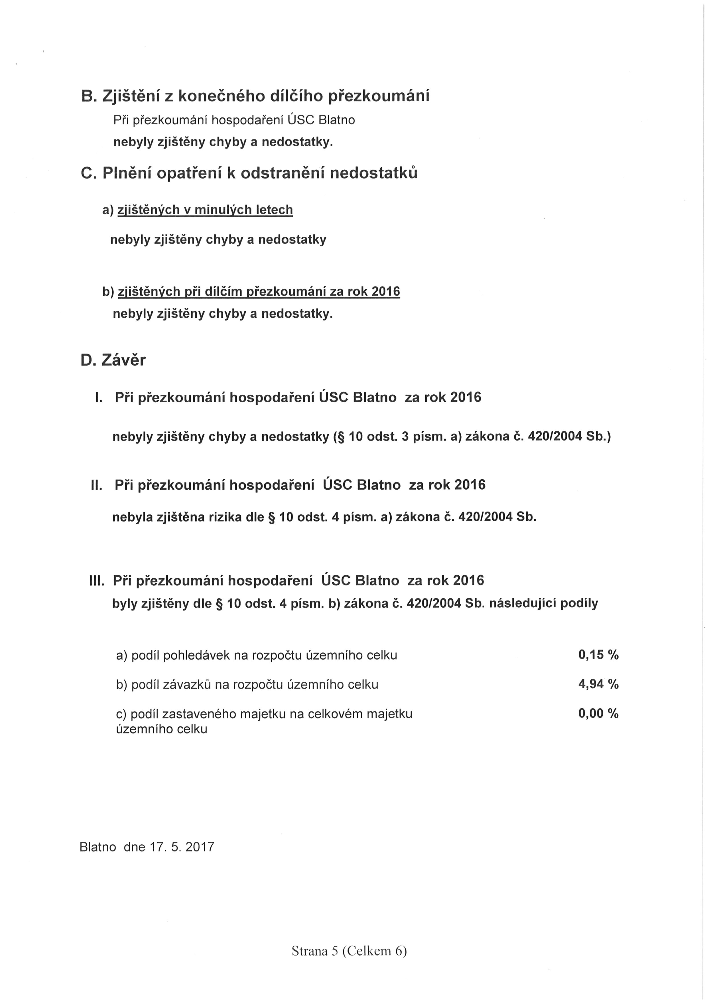 B. Zjištění z konečného dílčího přezkoumání
Při přezkoumání hospodaření ÚSC Blatno
nebyly zjištěny chyby a nedostatky.
C. Plnění opatření k odstranění nedostatků
a) zjištěných v minulých letech
nebyly zjištěny chyby a nedostatky
b) zjištěných při dílčím přezkoumání za rok 2016
nebyly zjištěny chyby a nedostatky.
D. Závěr
I. Při přezkoumání hospodaření ÚSC Blatno za rok 2016
nebyly zjištěny chyby a nedostatky (§ 10 odst. 3 písm. a) zákona č. 420/2004 Sb.)
II. Při přezkoumání hospodaření ÚSC Blatno za rok 2016
nebyla zjištěna rizika dle § 10 odst. 4 písm. a) zákona č. 420/2004 Sb.
III. Při přezkoumání hospodaření ÚSC Blatno za rok 2016
byly zjištěny dle § 10 odst. 4 písm. b) zákona č. 420/2004 Sb. následující podíly
a) podíl pohledávek na rozpočtu územního celku 0,15 %
b) podíl závazků na rozpočtu územního celku 4,94 %
c) podíl zastaveného majetku na celkovém majetku 0,00 %
územního celku
Blatno dne 17. 5. 2017
Strana 5 (Celkem 6)